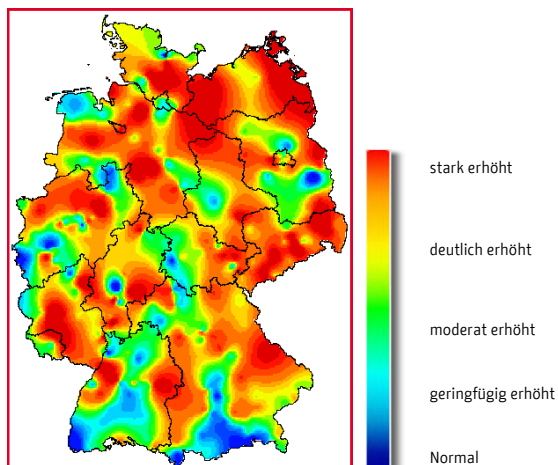 stark erhöht
deutlich erhöht
moderat erhöht
geringfügig erhöht
Normal